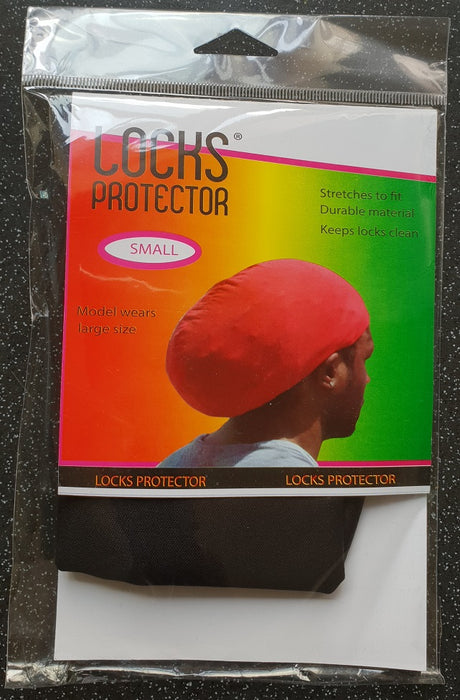 LOCKS®
PROTECTOR
SMALL
Stretches to fit
Durable material
Keeps locks clean
Model wears
large size
LOCKS PROTECTOR LOCKS PROTECTOR